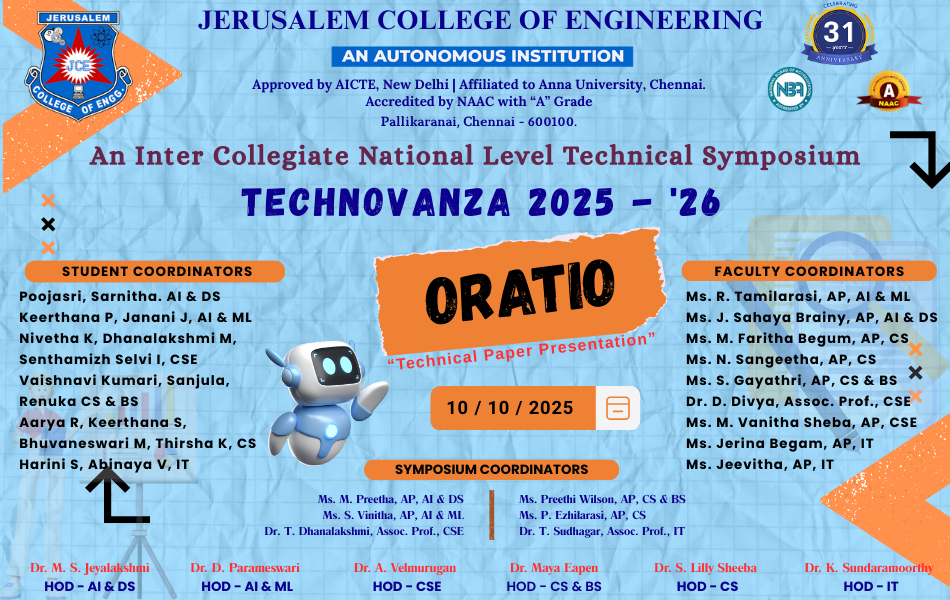 JERUSALEM
JCE
COLLEGE OF ENGG.
JERUSALEM COLLEGE OF ENGINEERING
AN AUTONOMOUS INSTITUTION
Approved by AICTE, New Delhi | Affiliated to Anna University, Chennai.
Accredited by NAAC with “A” Grade
Pallikaranai, Chennai - 600100.
CELEBRATING
31
years
ANNIVERSARY
NBA
A
NAAC
An Inter Collegiate National Level Technical Symposium
TECHNOVANZA 2025 - '26
STUDENT COORDINATORS
Poojasri, Sarnitha. AI & DS
Keerthana P, Janani J, AI & ML
Nivetha K, Dhanalakshmi M,
Senthamizh Selvi I, CSE
Vaishnavi Kumari, Sanjula,
Renuka CS & BS
Aarya R, Keerthana S,
Bhuvaneswari M, Thirsha K, CS
Harini S, Abinaya V, IT
ORATIO
“Technical Paper Presentation”
10 / 10 / 2025
FACULTY COORDINATORS
Ms. R. Tamilarasi, AP, AI & ML
Ms. J. Sahaya Brainy, AP, AI & DS
Ms. M. Faritha Begum, AP, CS
Ms. N. Sangeetha, AP, CS
Ms. S. Gayathri, AP, CS & BS
Dr. D. Divya, Assoc. Prof., CSE
Ms. M. Vanitha Sheba, AP, CSE
Ms. Jerina Begam, AP, IT
Ms. Jeevitha, AP, IT
SYMPOSIUM COORDINATORS
Ms. M. Preetha, AP, AI & DS
Ms. S. Vinitha, AP, AI & ML
Dr. T. Dhanalakshmi, Assoc. Prof., CSE
Ms. Preethi Wilson, AP, CS & BS
Ms. P. Ezhilarasi, AP, CS
Dr. T. Sudhagar, Assoc. Prof., IT
Dr. M. S. Jeyalakshmi
HOD - AI & DS
Dr. D. Parameswari
HOD - AI & ML
Dr. A. Velmurugan
HOD - CSE
Dr. Maya Eapen
HOD - CS & BS
Dr. S. Lilly Sheeba
HOD - CS
Dr. K. Sundaramoorthy
HOD - IT